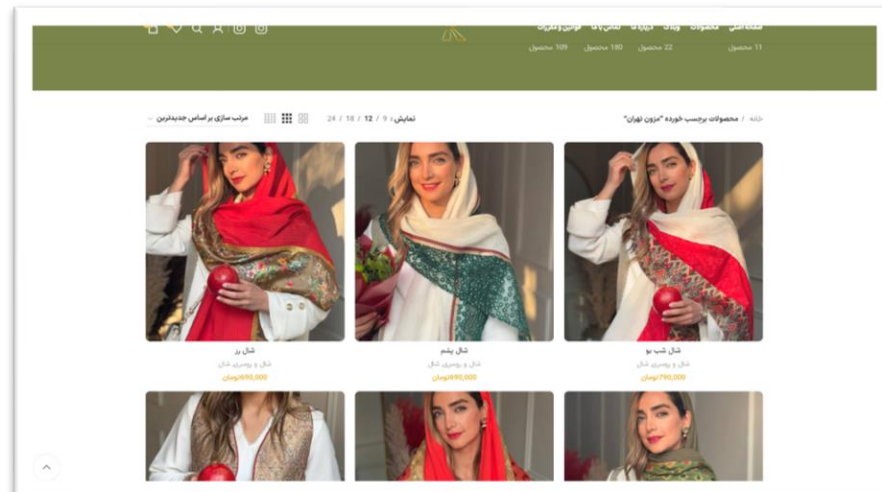 صفحه اصلی محصولات وبلاگ درباره ما تماس با ما قوانین و مقررات
11 محصول 22 محصول 180 محصول 109 محصول
خانه / محصولات برچسب خورده “مزون تهران”
نمایش : 9 / 12 / 18 / 24
مرتب سازی بر اساس جدیدترین
شال شب بو
شال و روسری, شال
790,000تومان
شال یشم
شال و روسری, شال
690,000تومان
شال رز
شال و روسری, شال
690,000تومان